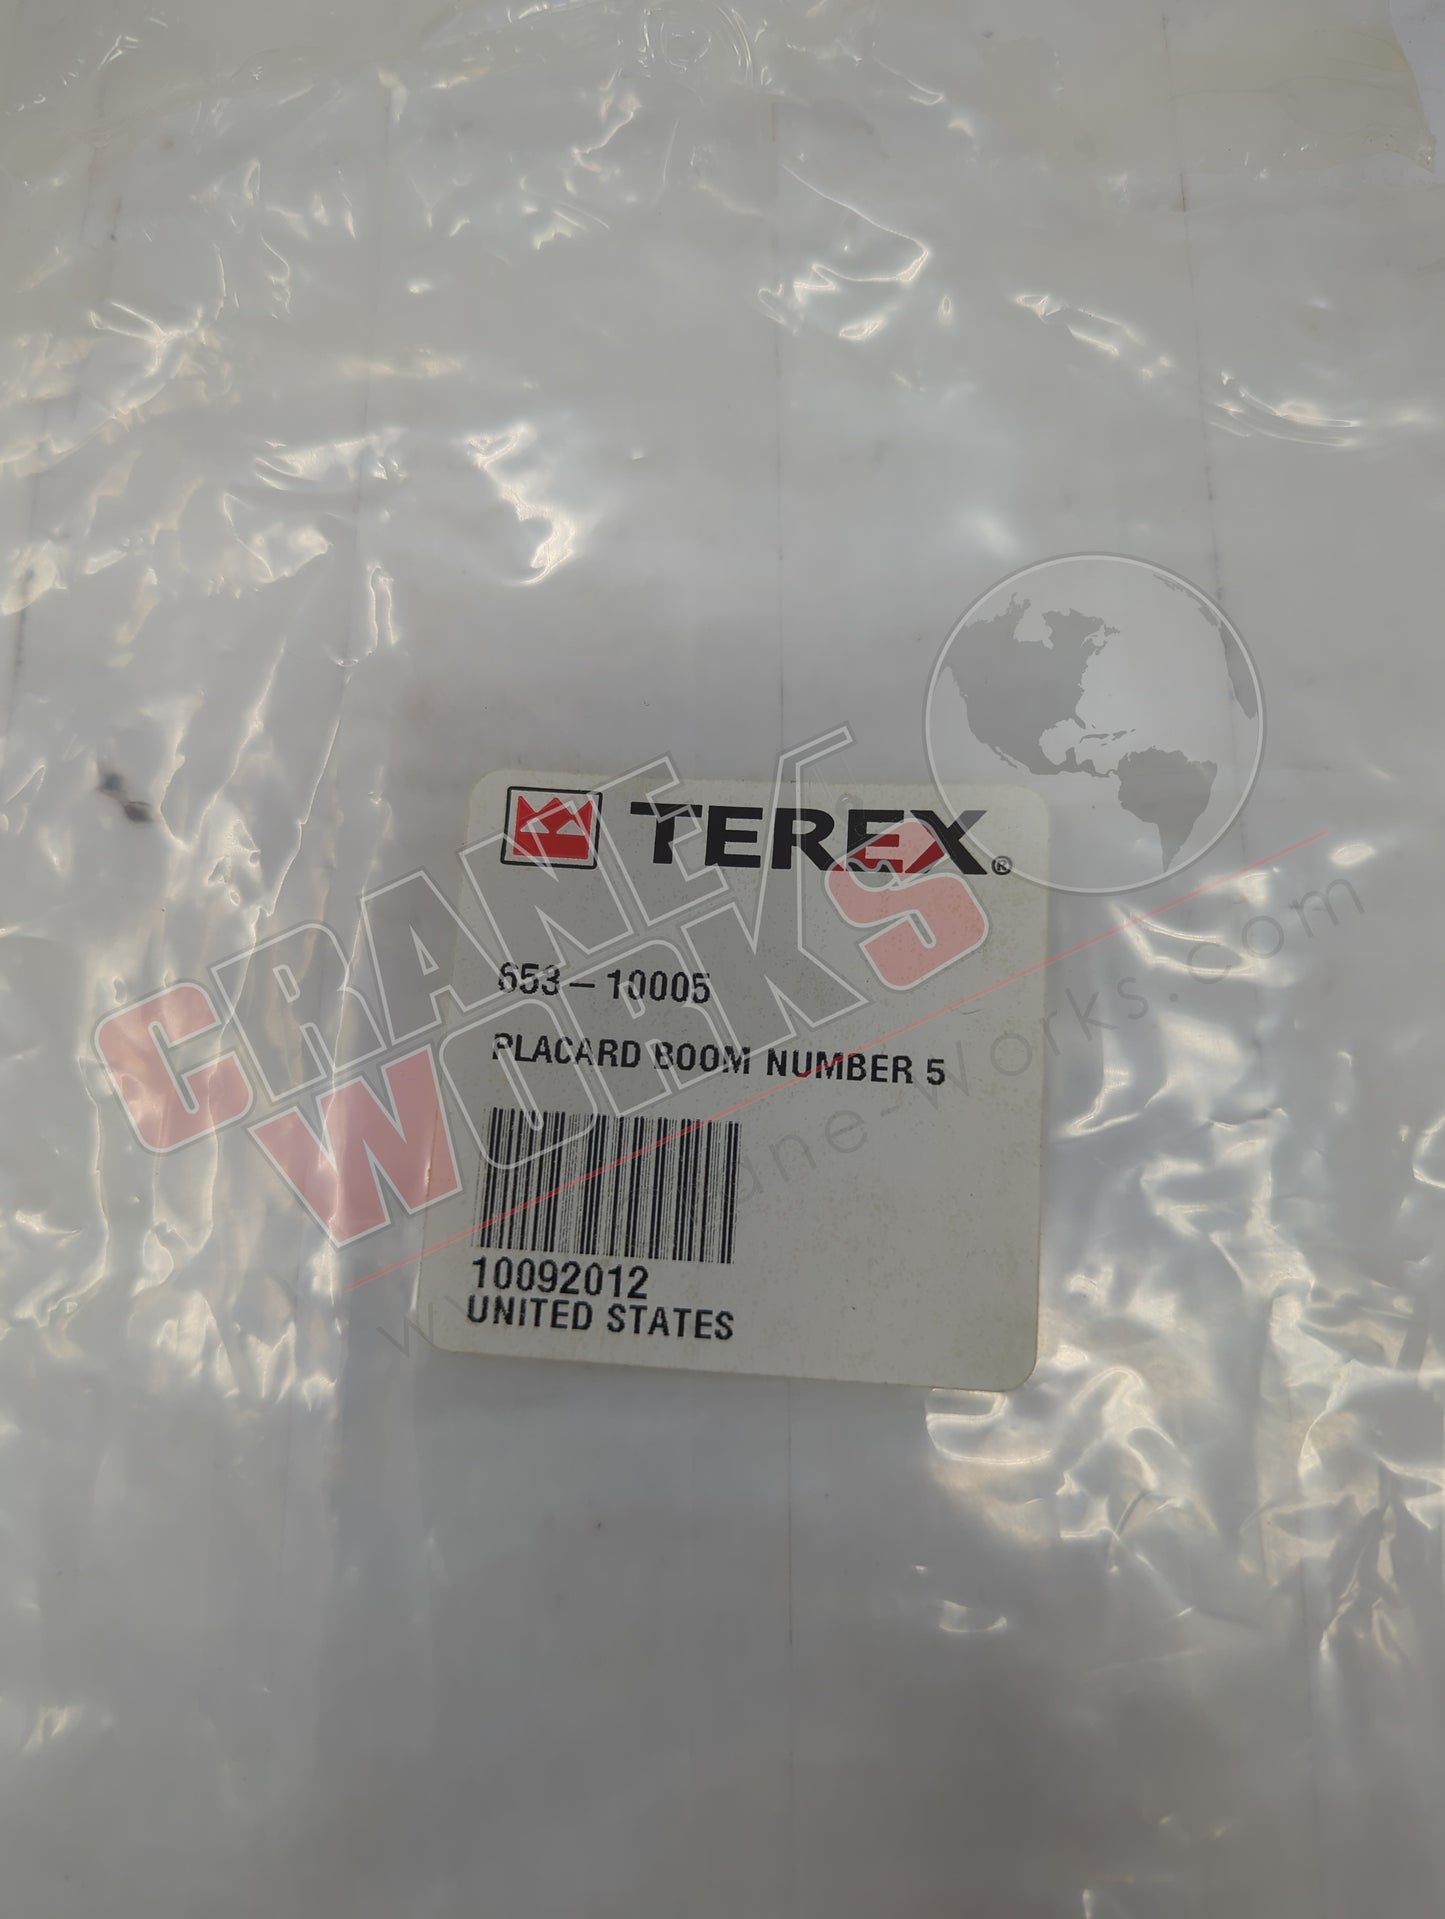 TEREX®
653-10005
PLACARD BOOM NUMBER 5
10092012
UNITED STATES
CRANE WORKS
www.crane-works.com